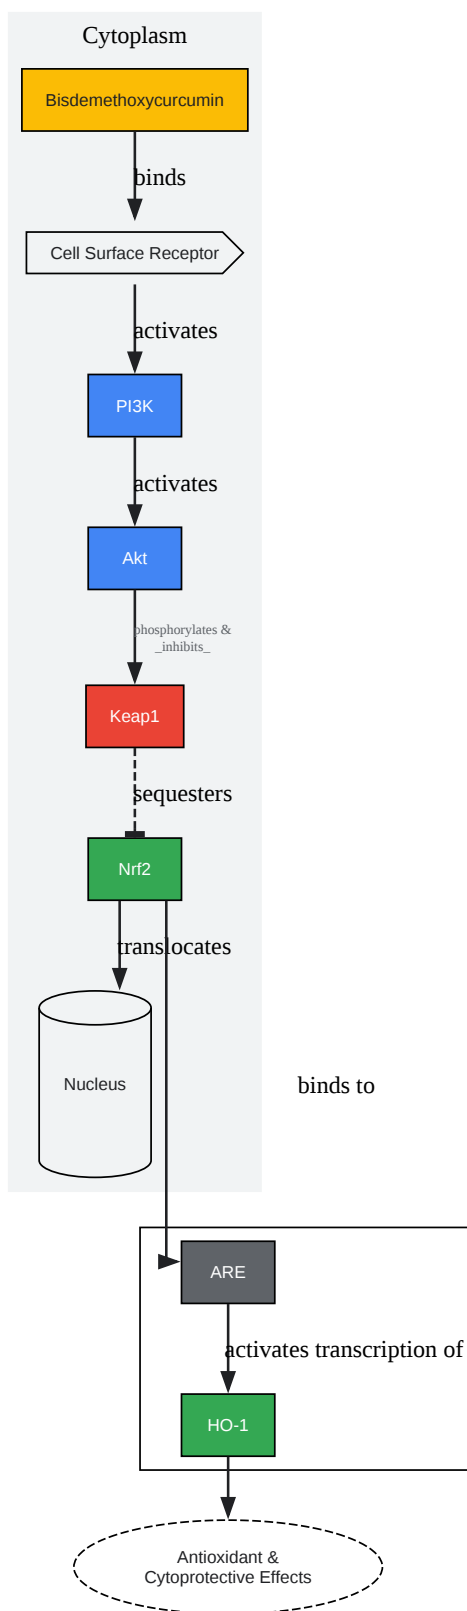 Cytoplasm
Bisdemethoxycurcumin
binds
Cell Surface Receptor
activates
PI3K
activates
Akt
phosphorylates &
_inhibits_
Keap1
sequesters
Nrf2
translocates
Nucleus
binds to
ARE
activates transcription of
HO-1
Antioxidant &
Cytoprotective Effects